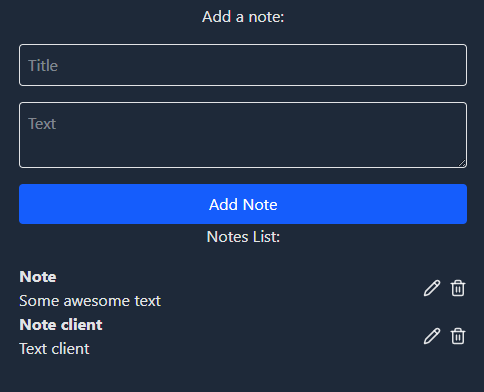 Add a note:
Title
Text
Add Note
Notes List:
Note
Some awesome text
Note client
Text client